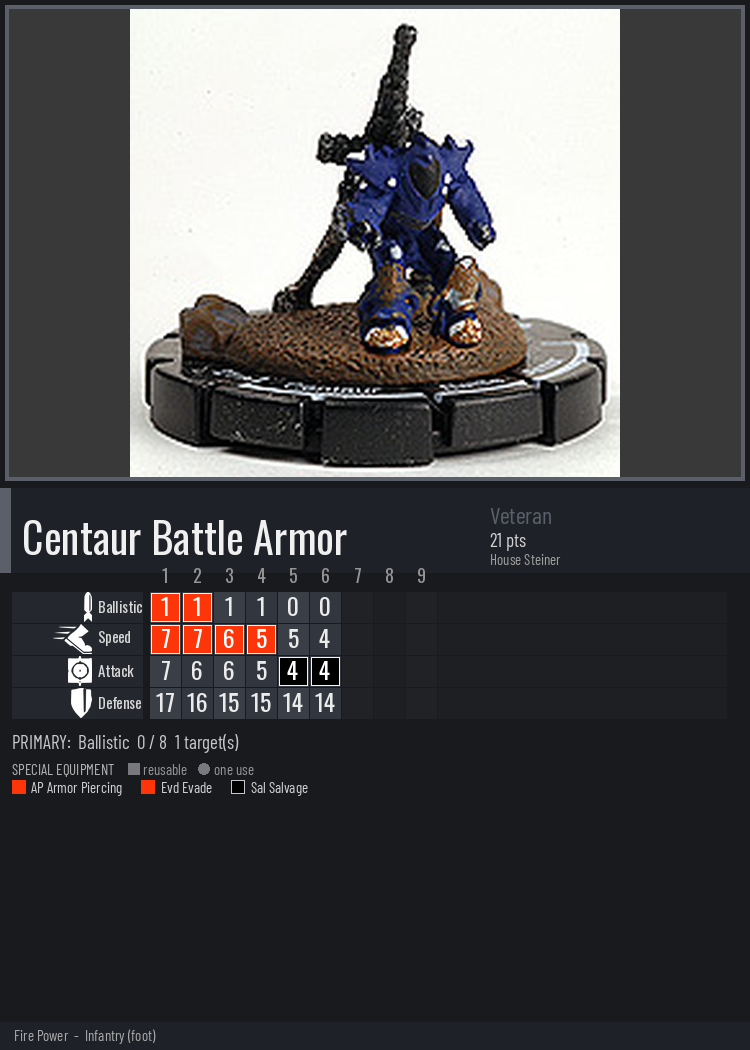 Centaur Battle Armor
Veteran
21 pts
House Steiner
1 2 3 4 5 6 7 8 9
Ballistic 1 1 1 1 0 0
Speed 7 7 6 5 5 4
Attack 7 6 6 5 4 4
Defense 17 16 15 15 14 14
PRIMARY: Ballistic 0 / 8 1 target(s)
SPECIAL EQUIPMENT reusable one use
AP Armor Piercing Evd Evade Sal Salvage
Fire Power - Infantry (foot)